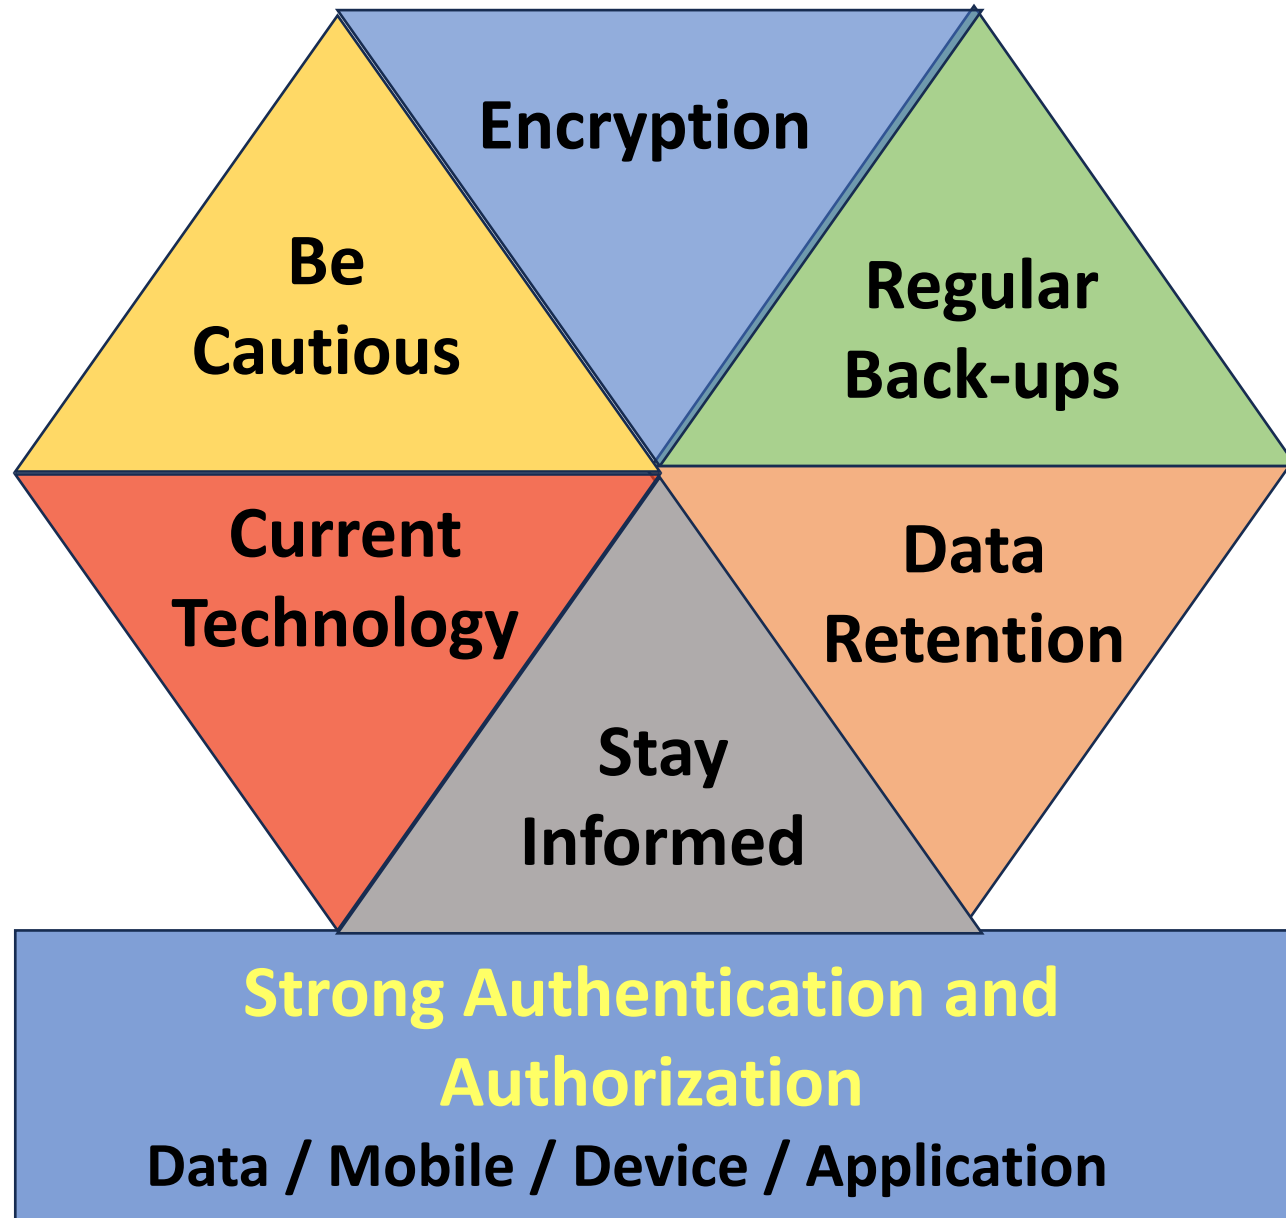 Encryption
Be
Cautious
Regular
Back-ups
Current
Technology
Data
Retention
Stay
Informed
Strong Authentication and
Authorization
Data / Mobile / Device / Application